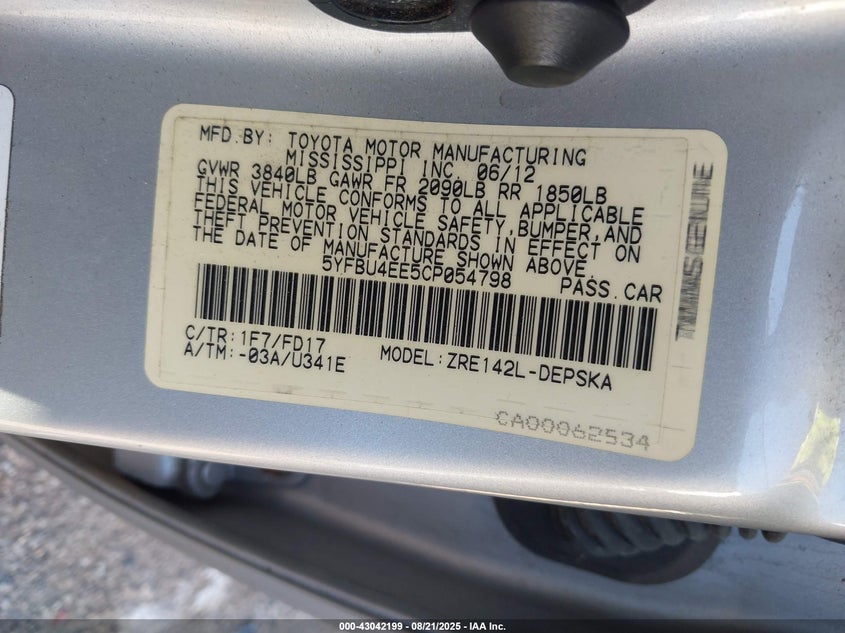 MFD.BY: TOYOTA MOTOR MANUFACTURING
MISSISSIPPI INC. 06/12
GVWR 3840LB GAWR FR 2090LB RR 1850LB
THIS VEHICLE CONFORMS TO ALL APPLICABLE
FEDERAL MOTOR VEHICLE SAFETY,BUMPER,AND
THEFT PREVENTION STANDARDS IN EFFECT ON
THE DATE OF MANUFACTURE SHOWN ABOVE.
5YFBU4EE5CP054798 PASS.CAR
C/TR:1F7/FD17
A/TM:-03A/U341E MODEL:ZRE142L-DEPSKA
CA00062534
GENUINE
000-43042199 - 08/21/2025 - IAA Inc.